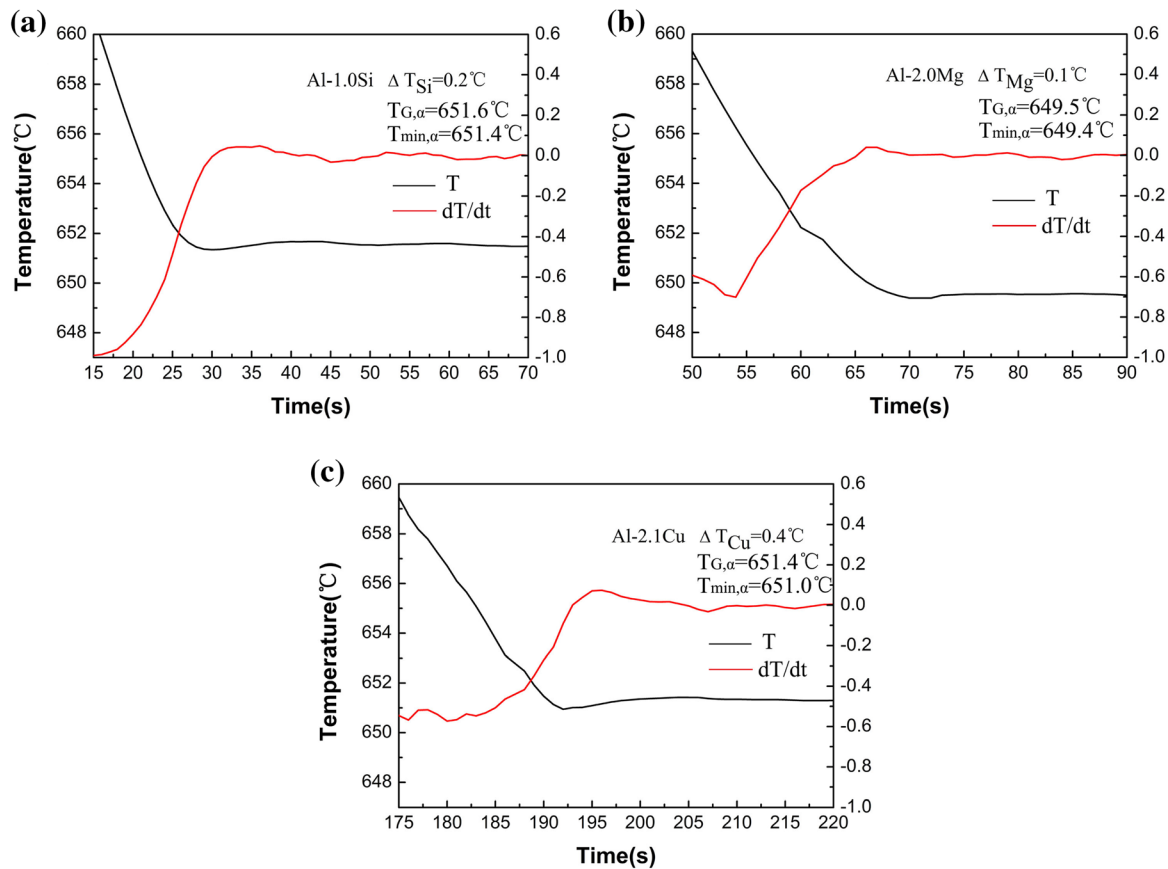 (a)
660
658
656
654
652
650
648
0.6
0.4
0.2
0.0
-0.2
-0.4
-0.6
-0.8
-1.0
15 20 25 30 35 40 45 50 55 60 65 70
Temperature(℃)
Time(s)
Al-1.0Si Δ TSi=0.2℃
TG,α=651.6℃
Tmin,α=651.4℃
T
dT/dt
(b)
660
658
656
654
652
650
648
0.6
0.4
0.2
0.0
-0.2
-0.4
-0.6
-0.8
-1.0
50 55 60 65 70 75 80 85 90
Temperature(℃)
Time(s)
Al-2.0Mg Δ TMg=0.1℃
TG,α=649.5℃
Tmin,α=649.4℃
T
dT/dt
(c)
660
658
656
654
652
650
648
0.6
0.4
0.2
0.0
-0.2
-0.4
-0.6
-0.8
-1.0
175 180 185 190 195 200 205 210 215 220
Temperature(℃)
Time(s)
Al-2.1Cu Δ TCu=0.4℃
TG,α=651.4℃
Tmin,α=651.0℃
T
dT/dt